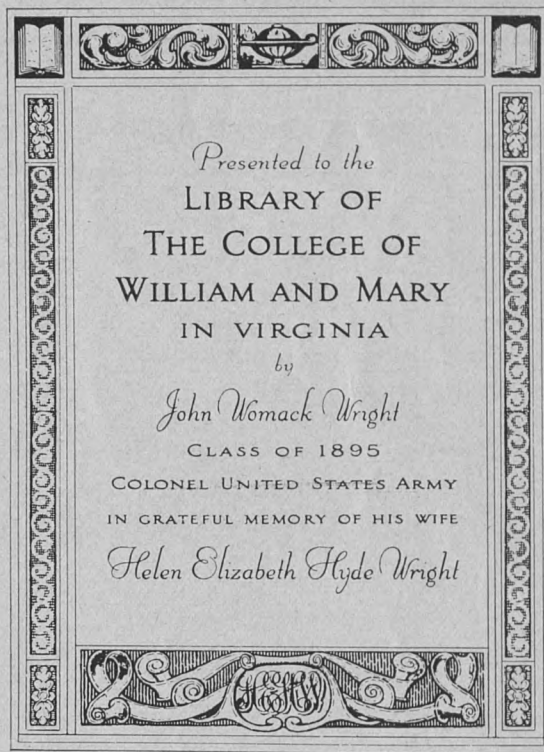 Presented to the
LIBRARY OF
THE COLLEGE OF
WILLIAM AND MARY
IN VIRGINIA
by
John Womack Wright
CLASS OF 1895
COLONEL UNITED STATES ARMY
IN GRATEFUL MEMORY OF HIS WIFE
Helen Elizabeth Hyde Wright
HEHW